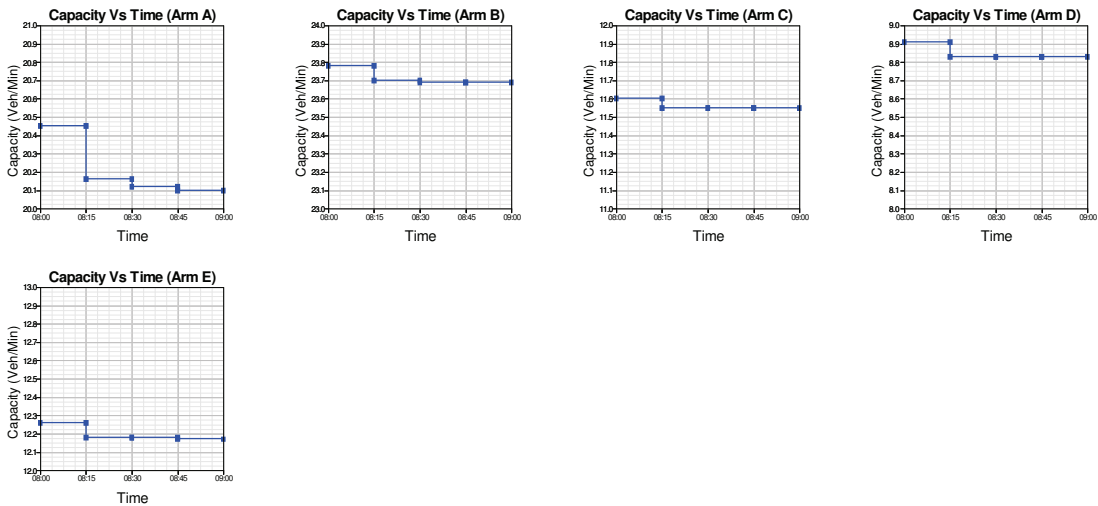 Capacity Vs Time (Arm A)
Capacity (Veh/Min)
21.0
20.9
20.8
20.7
20.6
20.5
20.4
20.3
20.2
20.1
20.0
08:00 08:15 08:30 08:45 09:00
Time
Capacity Vs Time (Arm B)
Capacity (Veh/Min)
24.0
23.9
23.8
23.7
23.6
23.5
23.4
23.3
23.2
23.1
23.0
08:00 08:15 08:30 08:45 09:00
Time
Capacity Vs Time (Arm C)
Capacity (Veh/Min)
12.0
11.9
11.8
11.7
11.6
11.5
11.4
11.3
11.2
11.1
11.0
08:00 08:15 08:30 08:45 09:00
Time
Capacity Vs Time (Arm D)
Capacity (Veh/Min)
9.0
8.9
8.8
8.7
8.6
8.5
8.4
8.3
8.2
8.1
8.0
08:00 08:15 08:30 08:45 09:00
Time
Capacity Vs Time (Arm E)
Capacity (Veh/Min)
13.0
12.9
12.8
12.7
12.6
12.5
12.4
12.3
12.2
12.1
12.0
08:00 08:15 08:30 08:45 09:00
Time